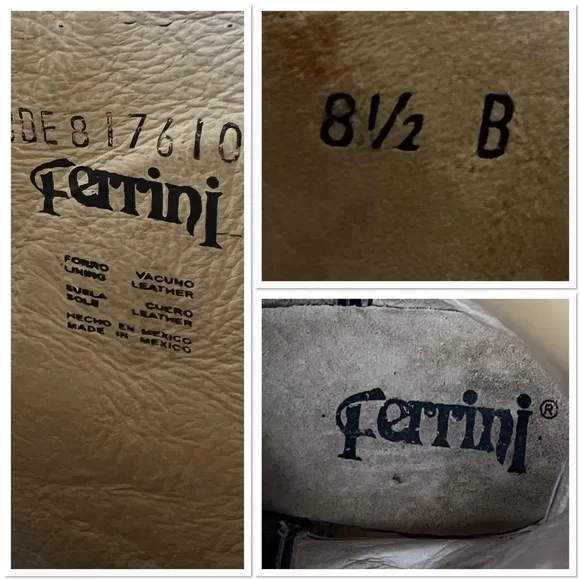 DE817610
Ferrini
FORRO VACUNO
LINING LEATHER
SUELA CUERO
SOLE LEATHER
HECHO EN MEXICO
MADE IN MEXICO
8½ B
Ferrini®